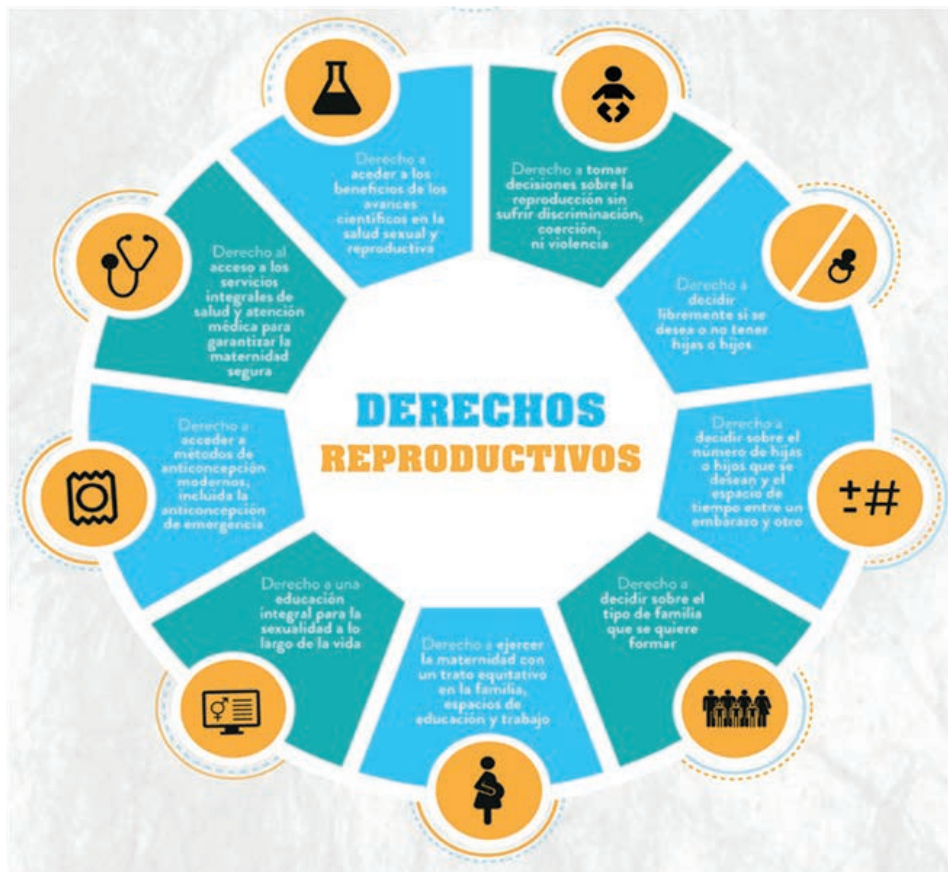 DERECHOS
REPRODUCTIVOS
Derecho a tomar
decisiones sobre la
reproducción sin
sufrir discriminación,
coerción,
ni violencia
Derecho a
decidir
libremente si se
desea o no tener
hijas o hijos
Derecho a
decidir sobre el
número de hijas
o hijos que se
desean y el
espacio de
tiempo entre un
embarazo y otro
Derecho a
decidir sobre el
tipo de familia
que se quiere
formar
Derecho a ejercer
la maternidad con
un trato equitativo
en la familia,
espacios de
educación y trabajo
Derecho a una
educación
integral para la
sexualidad a lo
largo de la vida
Derecho a
acceder a
métodos de
anticoncepción
modernos,
incluida la
anticoncepción
de emergencia
Derecho al
acceso a los
servicios
integrales de
salud y atención
médica para
garantizar la
maternidad
segura
Derecho a
aceder a los
beneficios de los
avances
científicos en la
salud sexual y
reproductiva
+
- #